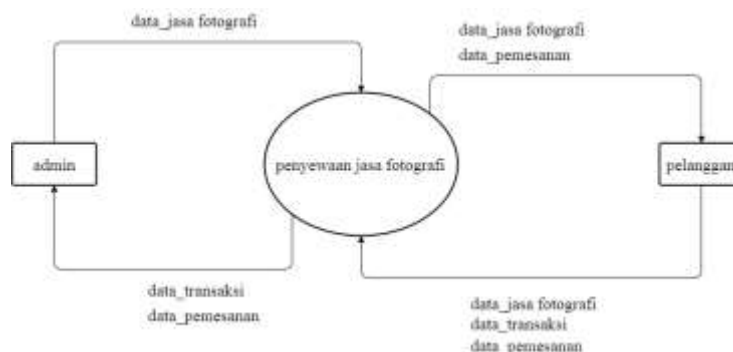 data_jasa fotografi
data_jasa fotografi
data_pemesanan
admin
penyewaan jasa fotografi
pelanggan
data_transaksi
data_pemesanan
data_jasa fotografi
data_transaksi
data_pemesanan